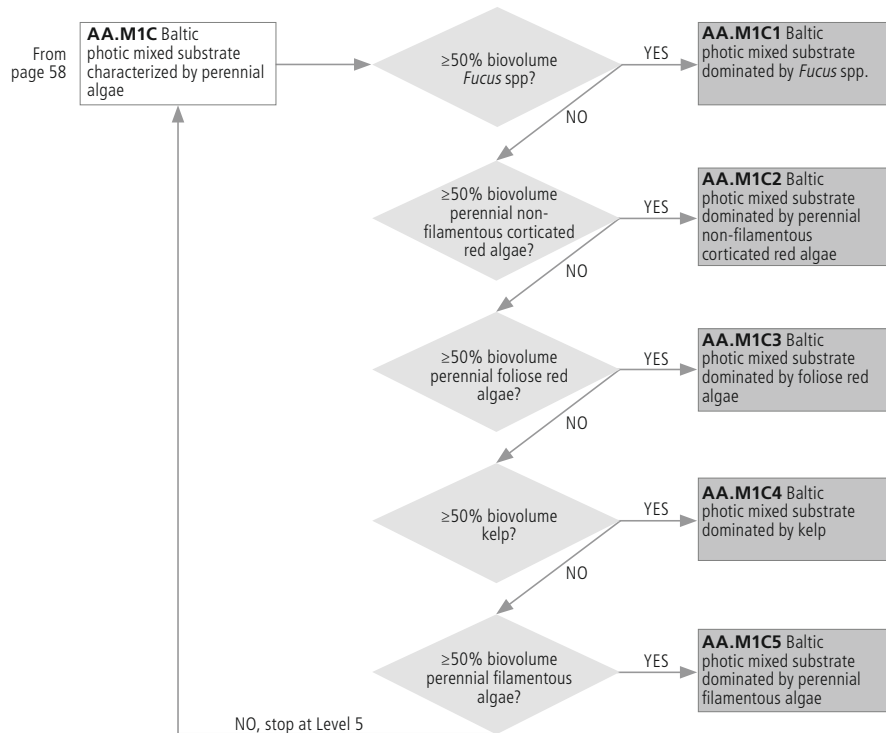 From
page 58
AA.M1C Baltic
photic mixed substrate
characterized by perennial
algae
≥50% biovolume
Fucus spp?
YES
AA.M1C1 Baltic
photic mixed substrate
dominated by Fucus spp.
NO
≥50% biovolume
perennial non-
filamentous corticated
red algae?
YES
AA.M1C2 Baltic
photic mixed substrate
dominated by perennial
non-filamentous
corticated red algae
NO
≥50% biovolume
perennial foliose red
algae?
YES
AA.M1C3 Baltic
photic mixed substrate
dominated by foliose red
algae
NO
≥50% biovolume
kelp?
YES
AA.M1C4 Baltic
photic mixed substrate
dominated by kelp
NO
≥50% biovolume
perennial filamentous
algae?
YES
AA.M1C5 Baltic
photic mixed substrate
dominated by perennial
filamentous algae
NO, stop at Level 5